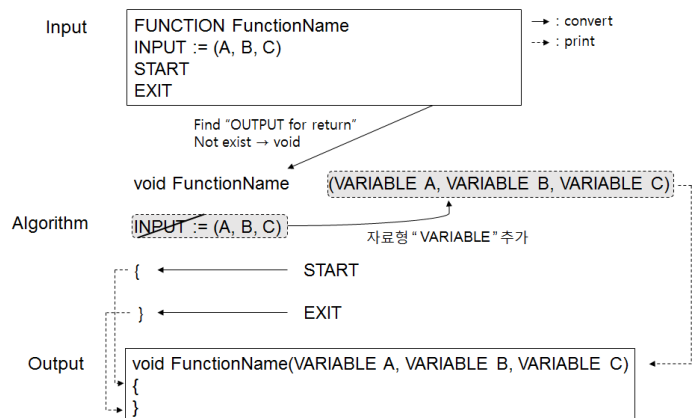 Input
FUNCTION FunctionName
INPUT := (A, B, C)
START
EXIT
: convert
: print
Find “OUTPUT for return”
Not exist → void
void FunctionName (VARIABLE A, VARIABLE B, VARIABLE C)
Algorithm
INPUT := (A, B, C)
자료형 “ VARIABLE ” 추가
{ START
} EXIT
Output
void FunctionName(VARIABLE A, VARIABLE B, VARIABLE C)
{
}